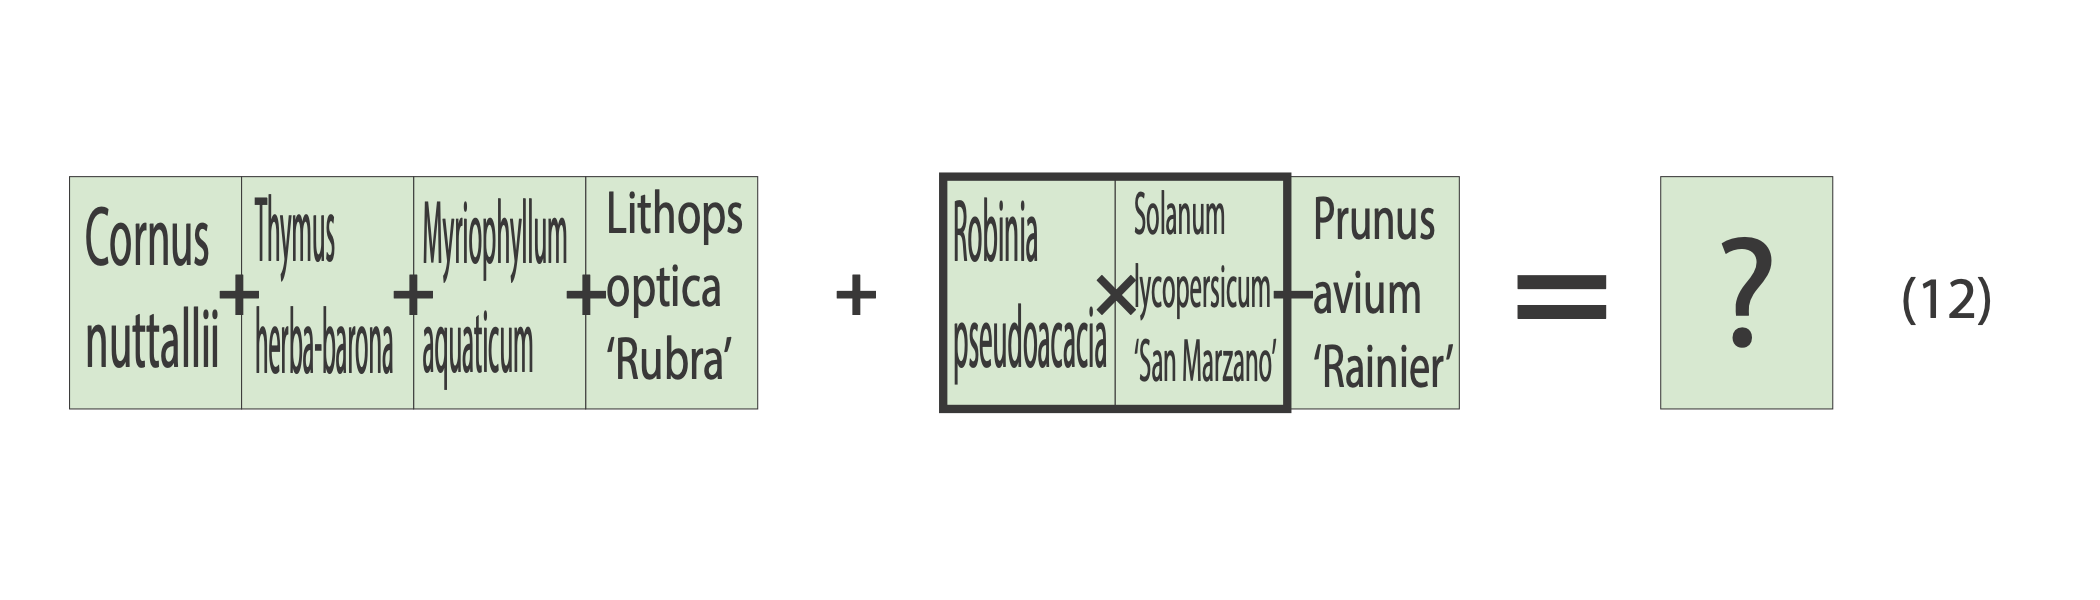 Cornus
nuttallii
+
Thymus
herba-barona
+
Myriophyllum
aquaticum
+
Lithops
optica
‘Rubra’
+
Robinia
pseudoacacia
×
Solanum
lycopersicum
‘San Marzano’
—
Prunus
avium
‘Rainier’
=
?
(12)